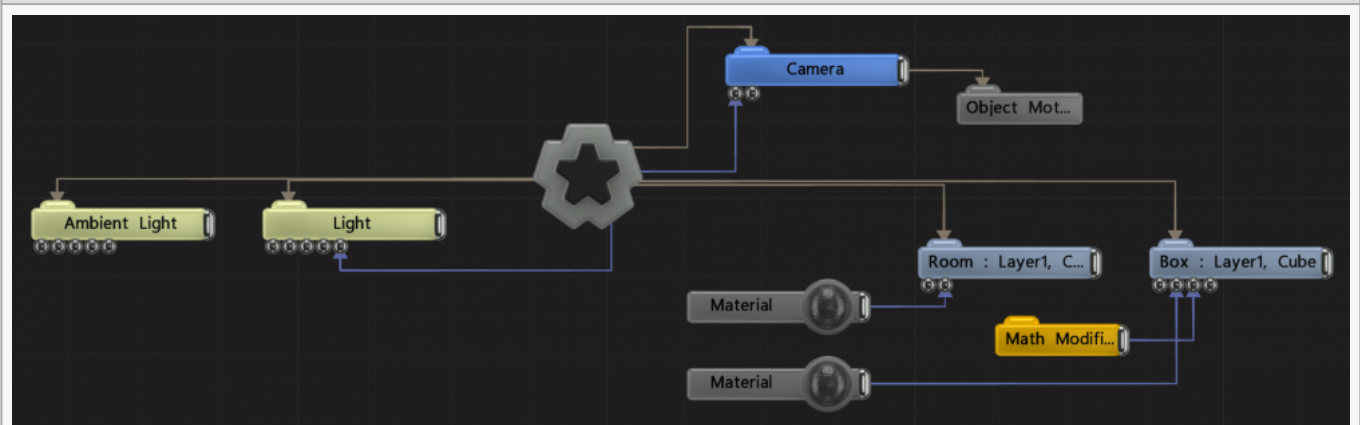 Camera
Object Mot...
Ambient Light
Light
Room : Layer1, C...
Box : Layer1, Cube
Material
Math Modifi...
Material